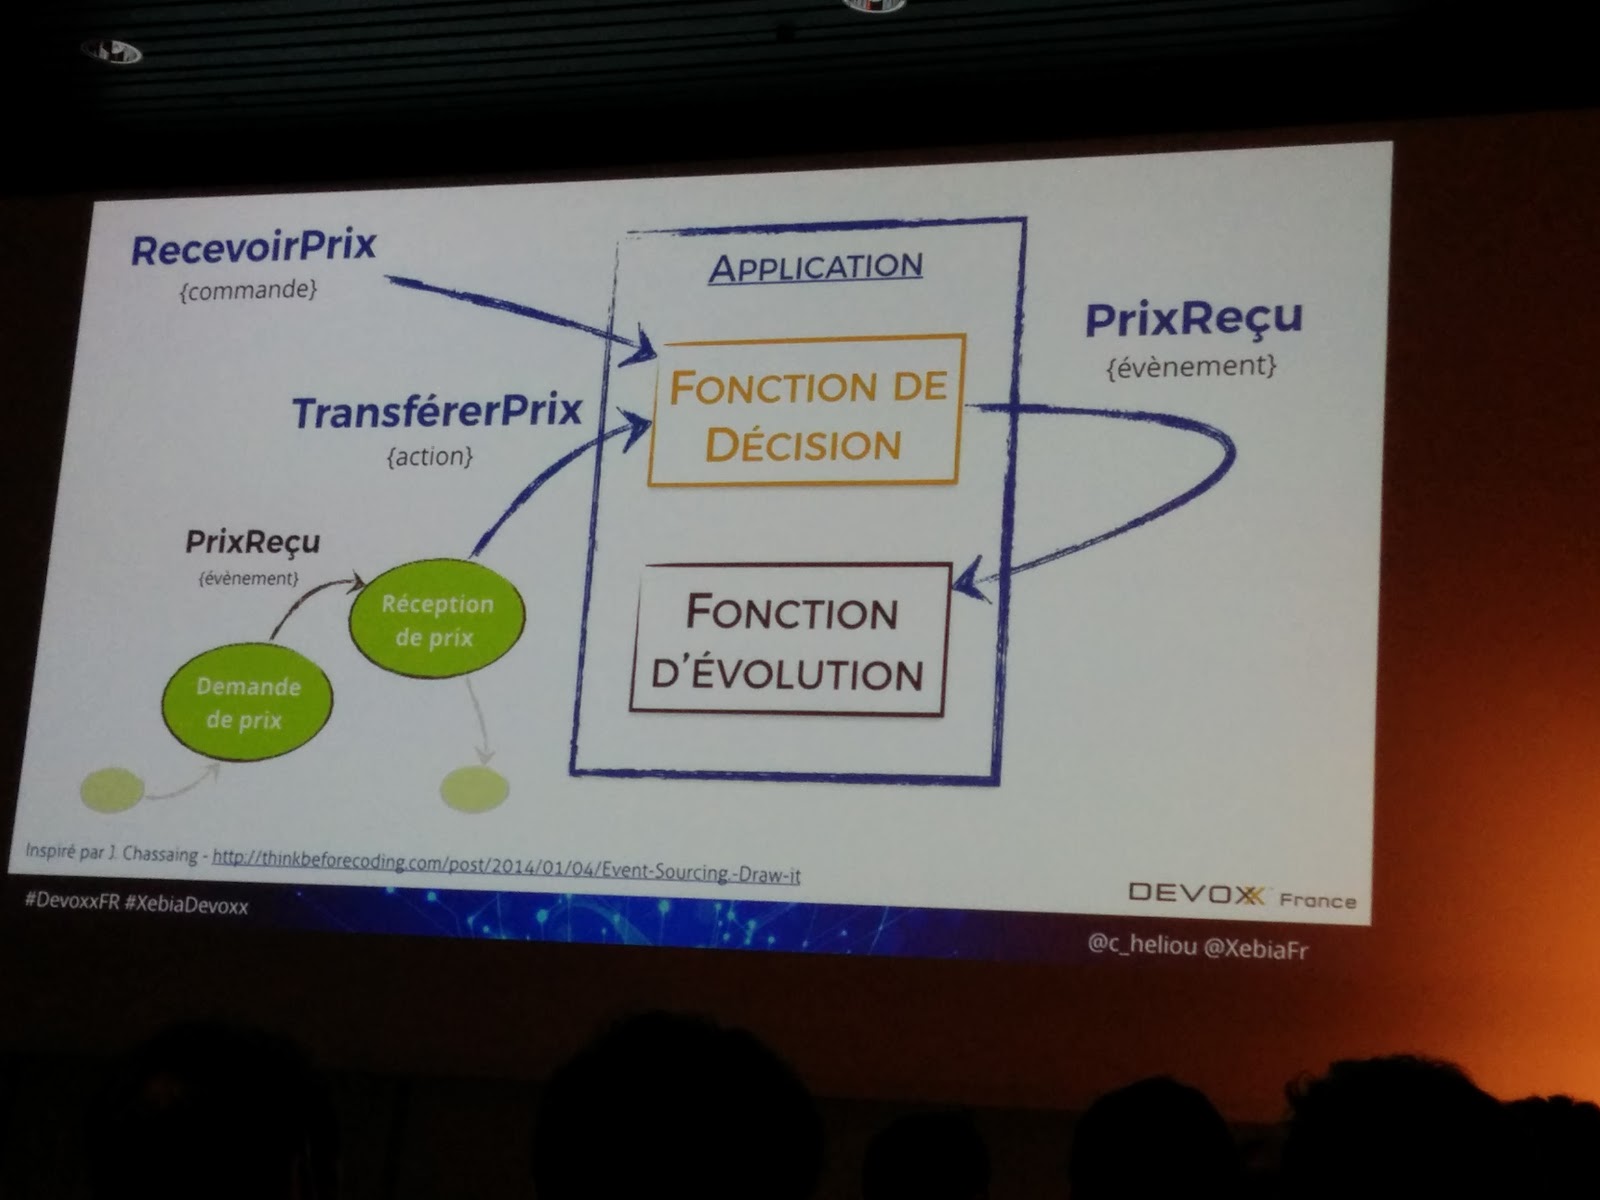 RecevoirPrix
{commande}
APPLICATION
PrixReçu
{évènement}
FONCTION DE
DÉCISION
TransférerPrix
{action}
PrixReçu
{évènement}
Réception
de prix
FONCTION
D'ÉVOLUTION
Demande
de prix
Inspiré par J. Chassaing - http://thinkbeforecoding.com/post/2014/01/04/Event-Sourcing.-Draw-it
DEVOXX France
#DevoxxFR #XebiaDevoxx
@c_heliou @XebiaFr